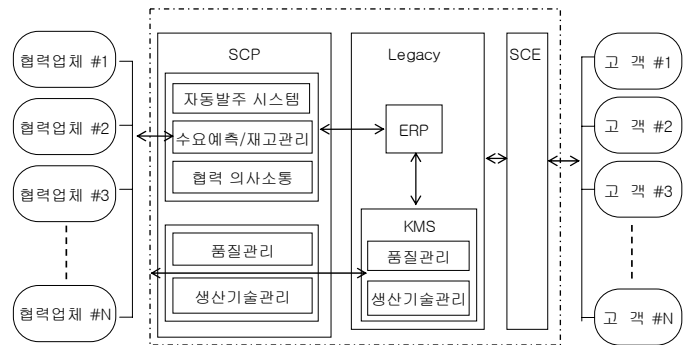 협력업체 #1
협력업체 #2
협력업체 #3
협력업체 #N
SCP
자동발주 시스템
수요예측/재고관리
협력 의사소통
품질관리
생산기술관리
Legacy
ERP
KMS
품질관리
생산기술관리
SCE
고 객 #1
고 객 #2
고 객 #3
고 객 #N